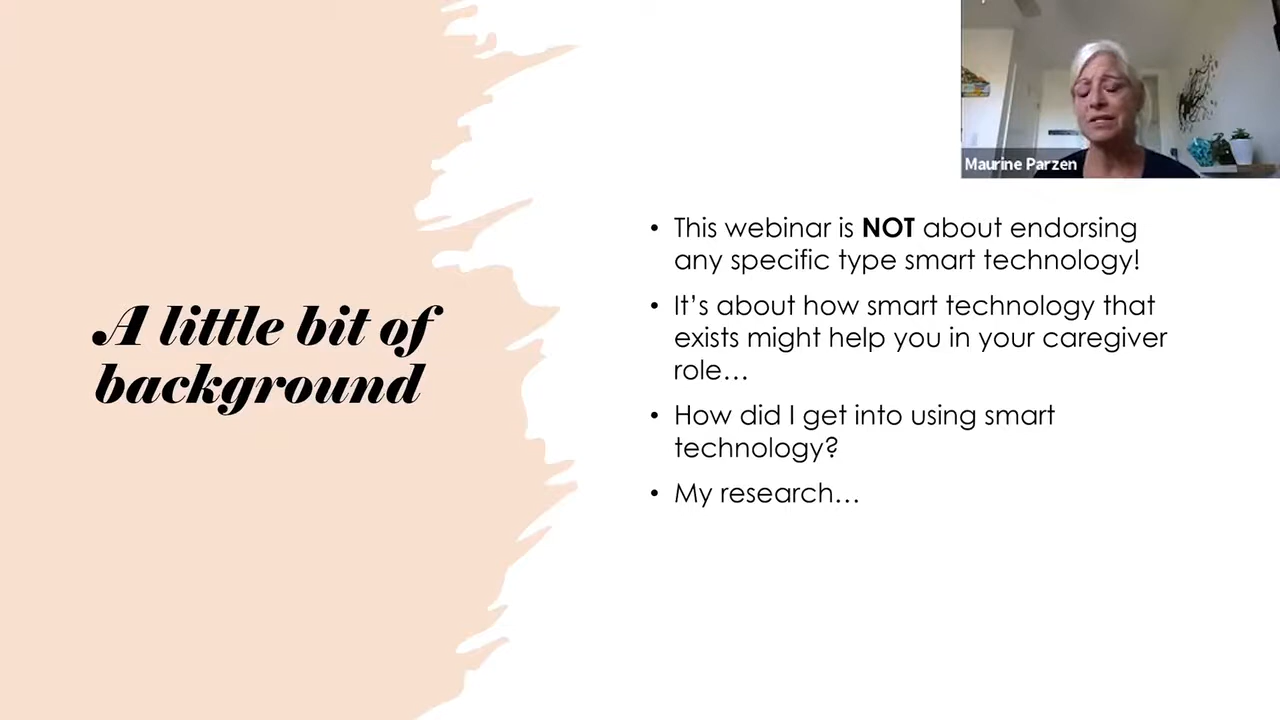 A little bit of
background
• This webinar is NOT about endorsing
any specific type smart technology!
• It's about how smart technology that
exists might help you in your caregiver
role…
• How did I get into using smart
technology?
• My research…
Maurine Parzen